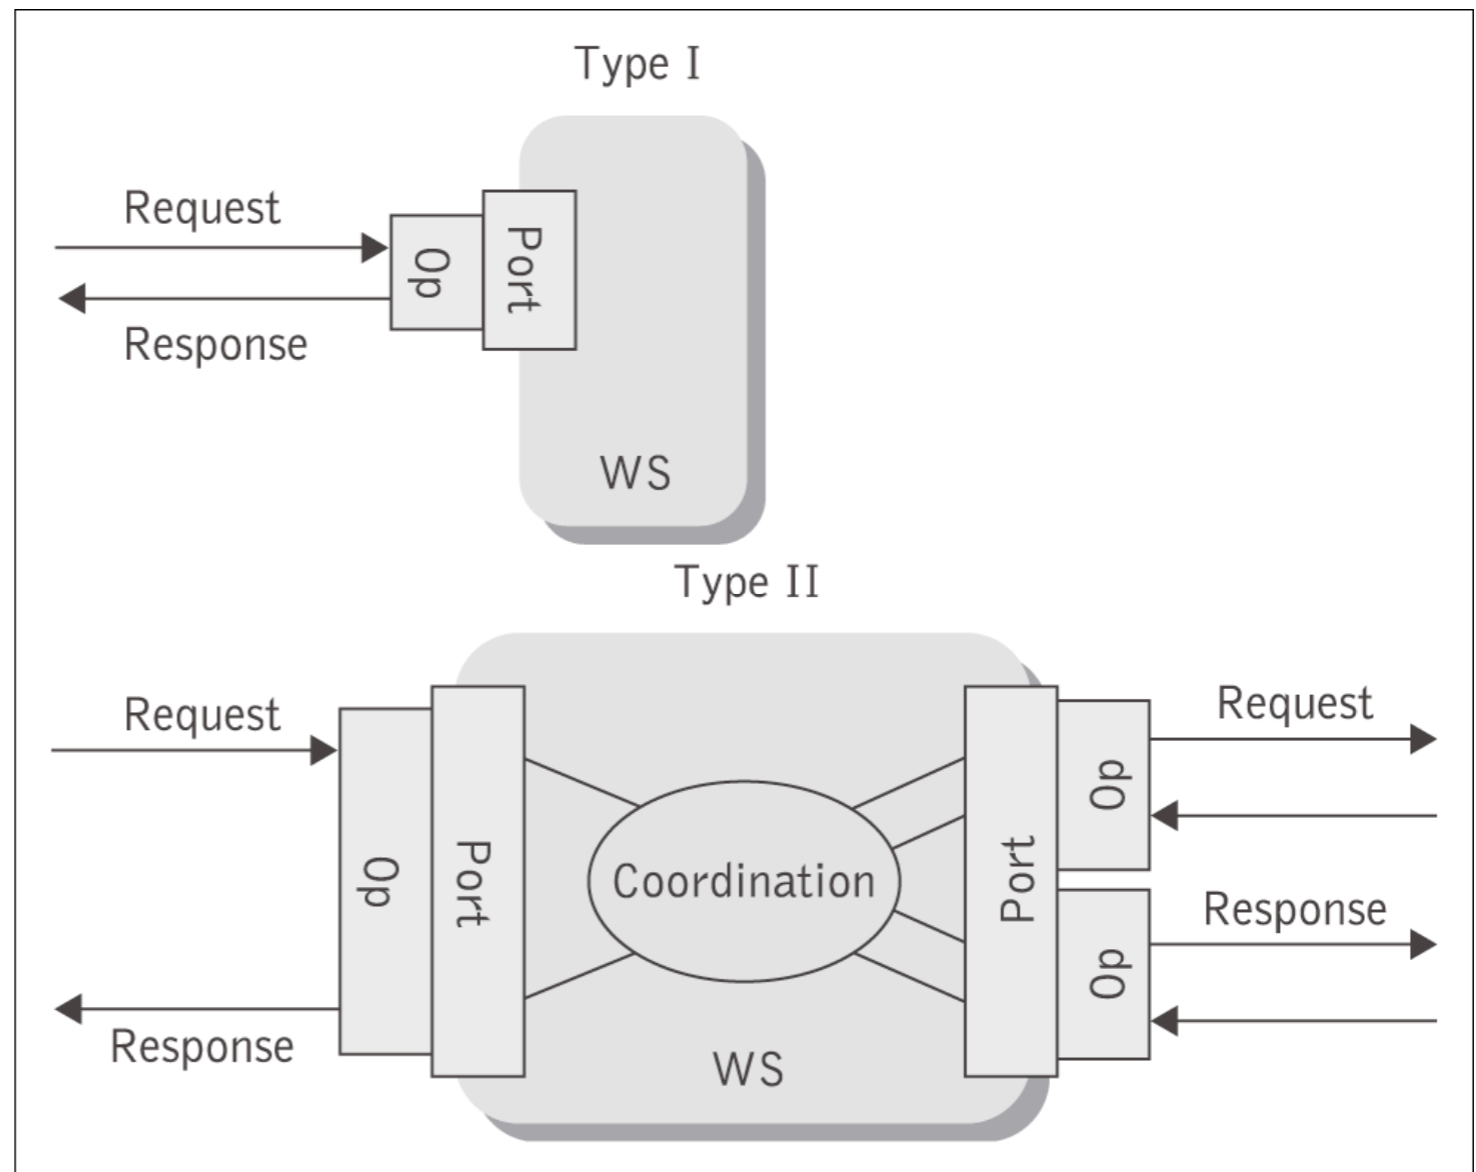 Type I
Request
Op
Port
Response
WS
Type II
Request
Request
Op
Op
Port
Coordination
Port
Response
Op
Response
WS